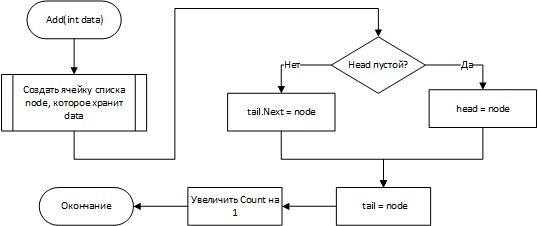 Add(int data)
Создать ячейку списка
node, которое хранит
data
Head пустой?
Нет
Да
tail.Next = node
head = node
tail = node
Увеличить Count на
1
Окончание